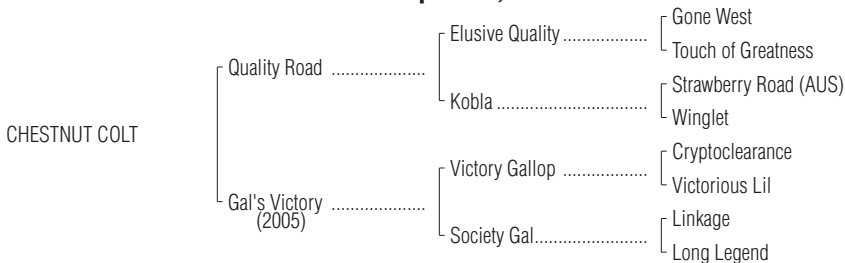 Gone West
Elusive Quality ..................
Touch of Greatness
Quality Road ....................
Strawberry Road (AUS)
Kobla ................................
Winglet
CHESTNUT COLT
Cryptoclearance
Victory Gallop ..................
Victorious Lil
Gal's Victory ....................
(2005)
Linkage
Society Gal........................
Long Legend